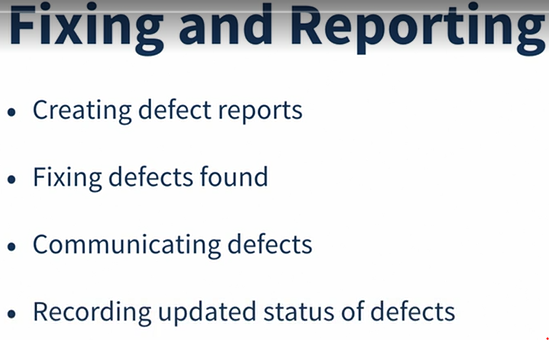 Fixing and Reporting
• Creating defect reports
• Fixing defects found
• Communicating defects
• Recording updated status of defects